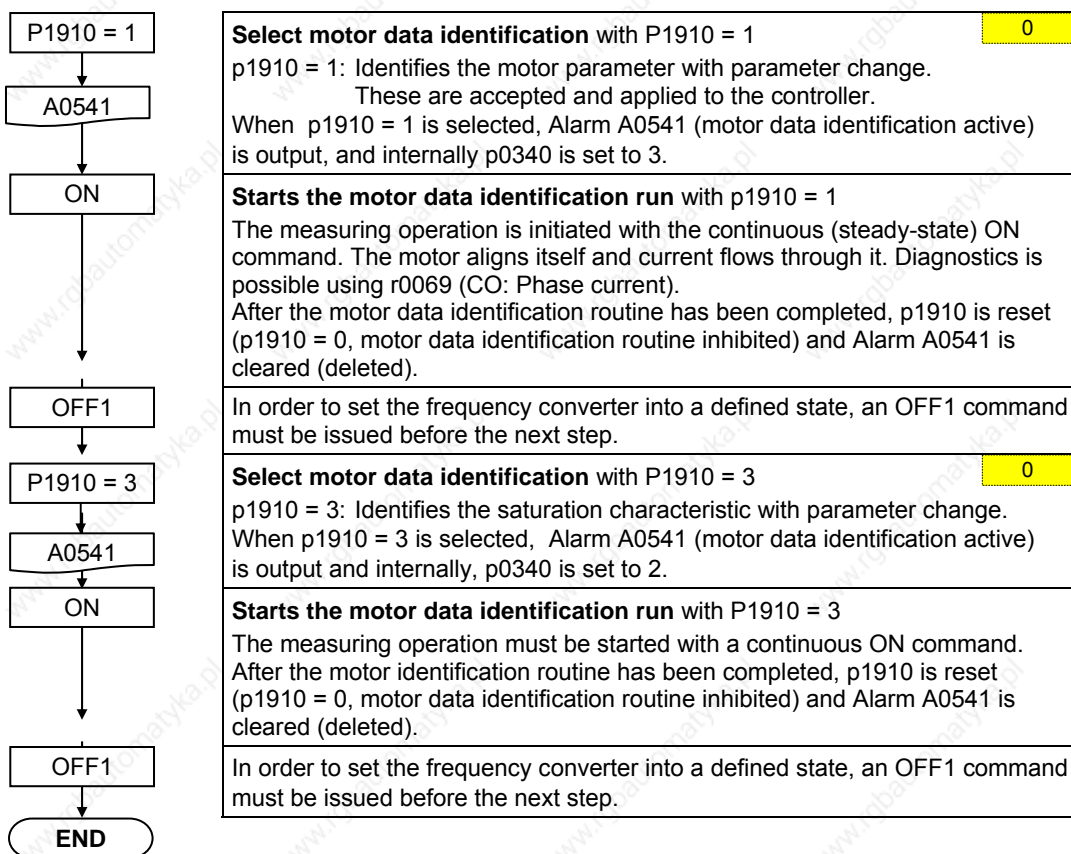 P1910 = 1
Select motor data identification with P1910 = 1
0
p1910 = 1: Identifies the motor parameter with parameter change.
These are accepted and applied to the controller.
A0541
When p1910 = 1 is selected, Alarm A0541 (motor data identification active)
is output, and internally p0340 is set to 3.
ON
Starts the motor data identification run with p1910 = 1
The measuring operation is initiated with the continuous (steady-state) ON
command. The motor aligns itself and current flows through it. Diagnostics is
possible using r0069 (CO: Phase current).
After the motor data identification routine has been completed, p1910 is reset
(p1910 = 0, motor data identification routine inhibited) and Alarm A0541 is
cleared (deleted).
OFF1
In order to set the frequency converter into a defined state, an OFF1 command
must be issued before the next step.
P1910 = 3
Select motor data identification with P1910 = 3
0
p1910 = 3: Identifies the saturation characteristic with parameter change.
A0541
When p1910 = 3 is selected, Alarm A0541 (motor data identification active)
is output and internally, p0340 is set to 2.
ON
Starts the motor data identification run with P1910 = 3
The measuring operation must be started with a continuous ON command.
After the motor identification routine has been completed, p1910 is reset
(p1910 = 0, motor data identification routine inhibited) and Alarm A0541 is
cleared (deleted).
OFF1
In order to set the frequency converter into a defined state, an OFF1 command
must be issued before the next step.
END
www.rgbautomatyka.pl